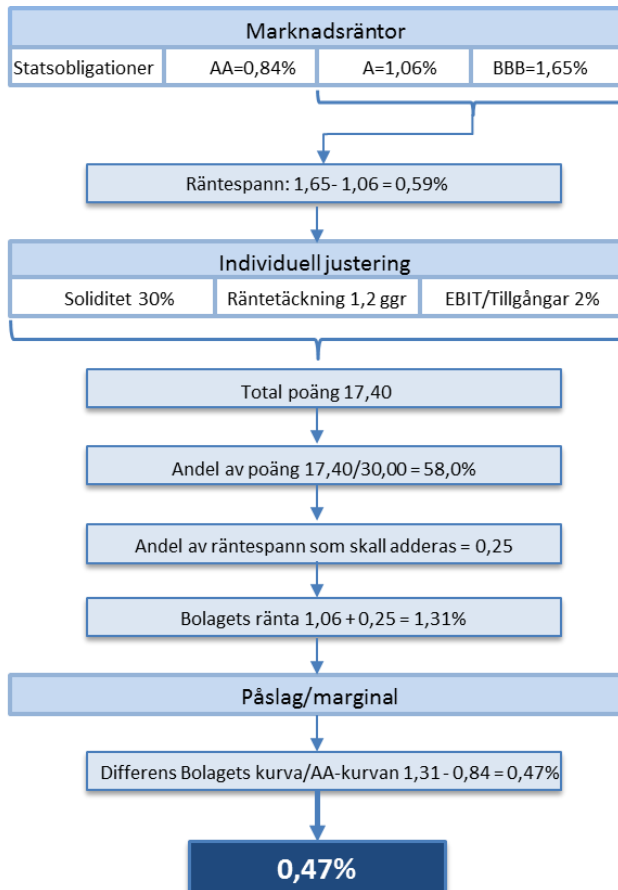 Marknadsräntor
Statsobligationer AA=0,84% A=1,06% BBB=1,65%
Räntespann: 1,65- 1,06 = 0,59%
Individuell justering
Soliditet 30% Räntetäckning 1,2 ggr EBIT/Tillgångar 2%
Total poäng 17,40
Andel av poäng 17,40/30,00 = 58,0%
Andel av räntespann som skall adderas = 0,25
Bolagets ränta 1,06 + 0,25 = 1,31%
Påslag/marginal
Differens Bolagets kurva/AA-kurvan 1,31 - 0,84 = 0,47%
0,47%